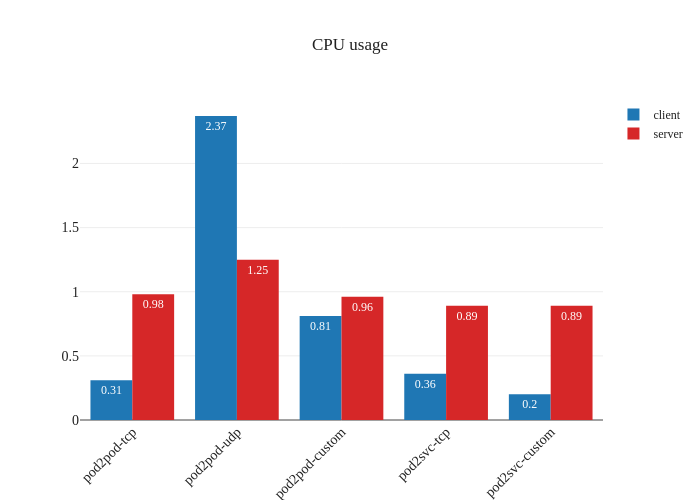 CPU usage
client
server
2
1.5
1
0.5
0
0.31
0.98
2.37
1.25
0.81
0.96
0.36
0.89
0.2
0.89
pod2pod-tcp
pod2pod-udp
pod2pod-custom
pod2svc-tcp
pod2svc-custom